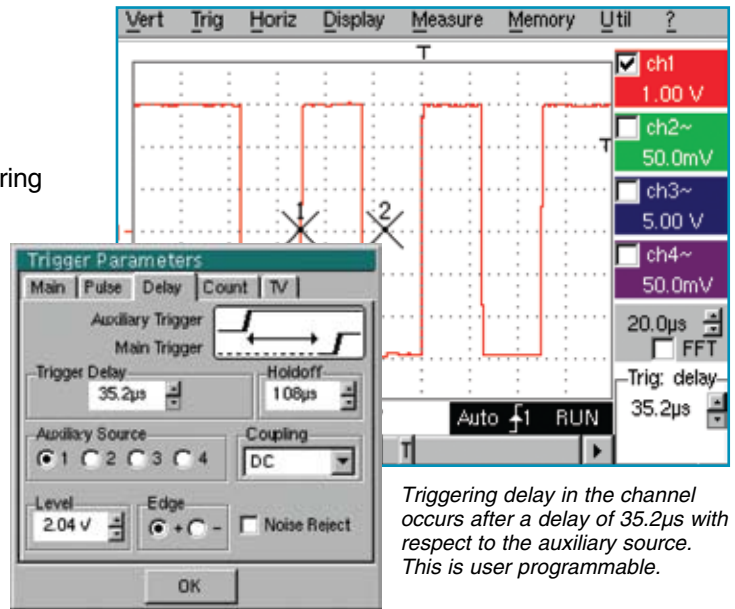 Vert Trig Horiz Display Measure Memory Util ?
T
ch1
1.00 V
T
ch2~
50.0mV
ch3~
5.00 V
ch4~
50.0mV
20.0µs
FFT
Trig: delay
35.2µs
1 2
Auto 1 RUN
T
ring
Trigger Parameters
Main Pulse Delay Count TV
Auxiliary Trigger
Main Trigger
Trigger Delay Holdoff
35.2µs 108µs
Auxiliary Source Coupling
1 2 3 4 DC
Level Edge
2.04 V + - Noise Reject
OK
Triggering delay in the channel
occurs after a delay of 35.2µs with
respect to the auxiliary source.
This is user programmable.